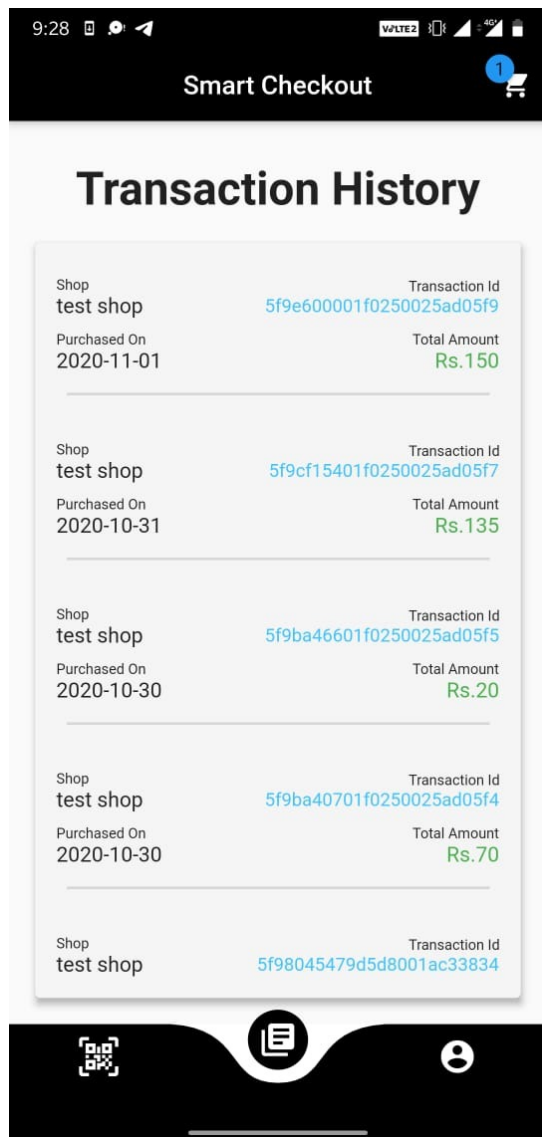 9:28 VoLTE2 4G+
1
Smart Checkout
Transaction History
Shop Transaction Id
test shop 5f9e600001f0250025ad05f9
Purchased On Total Amount
2020-11-01 Rs.150
Shop Transaction Id
test shop 5f9cf15401f0250025ad05f7
Purchased On Total Amount
2020-10-31 Rs.135
Shop Transaction Id
test shop 5f9ba46601f0250025ad05f5
Purchased On Total Amount
2020-10-30 Rs.20
Shop Transaction Id
test shop 5f9ba40701f0250025ad05f4
Purchased On Total Amount
2020-10-30 Rs.70
Shop Transaction Id
test shop 5f98045479d5d8001ac33834